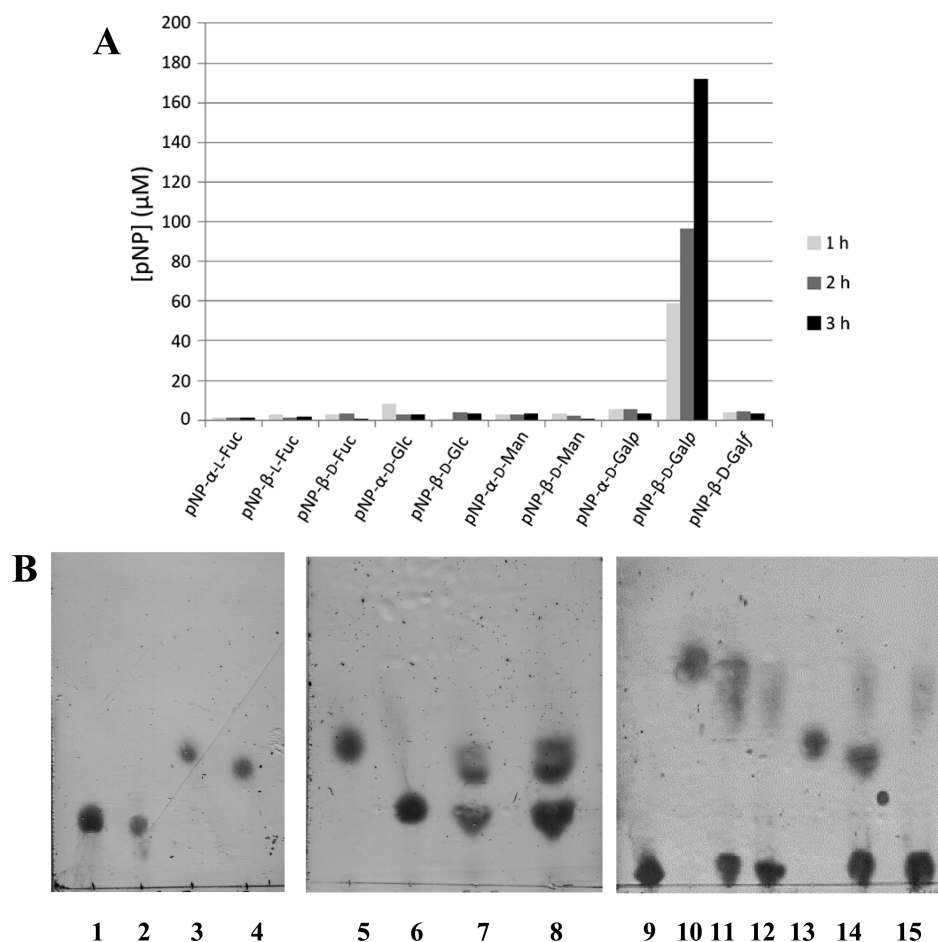 A
200
180
160
140
120
100
80
60
40
20
0
[pNP] (µM)
1 h
2 h
3 h
pNP-α-L-Fuc
pNP-β-L-Fuc
pNP-β-D-Fuc
pNP-α-D-Glc
pNP-β-D-Glc
pNP-α-D-Man
pNP-β-D-Man
pNP-α-D-Galp
pNP-β-D-Galp
pNP-β-D-Galf
B
1 2 3 4 5 6 7 8 9 10 11 12 13 14 15